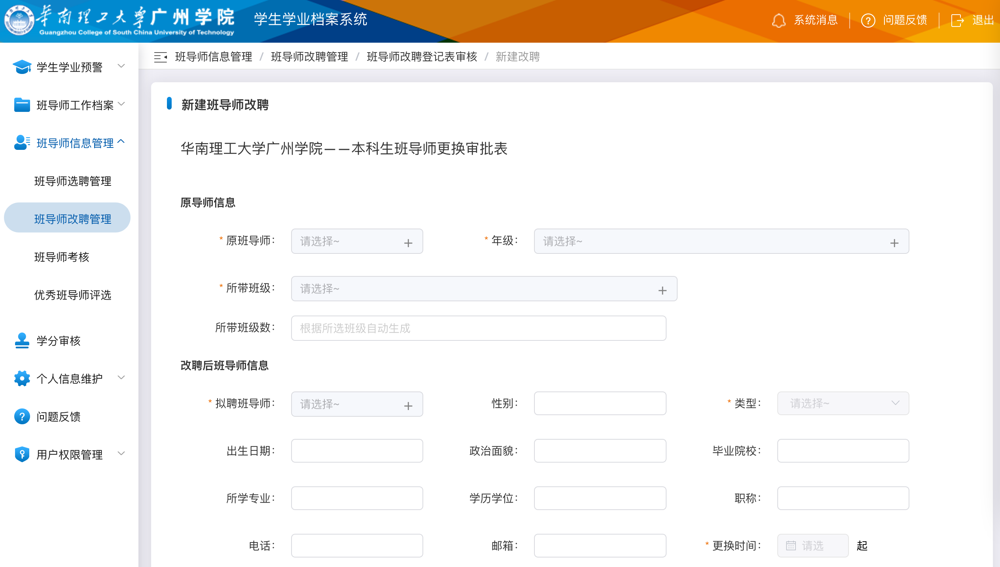 华南理工大学广州学院
Guangzhou College of South China University of Technology
学生学业档案系统
系统消息
问题反馈
退出
学生学业预警
班导师工作档案
班导师信息管理
班导师选聘管理
班导师改聘管理
班导师考核
优秀班导师评选
学分审核
个人信息维护
问题反馈
用户权限管理
班导师信息管理 / 班导师改聘管理 / 班导师改聘登记表审核 / 新建改聘
新建班导师改聘
华南理工大学广州学院——本科生班导师更换审批表
原导师信息
* 原班导师: 请选择~ + * 年级: 请选择~ +
* 所带班级: 请选择~ +
所带班级数: 根据所选班级自动生成
改聘后班导师信息
* 拟聘班导师: 请选择~ + 性别: * 类型: 请选择~
出生日期: 政治面貌: 毕业院校:
所学专业: 学历学位: 职称:
电话: 邮箱: * 更换时间: 请选 起